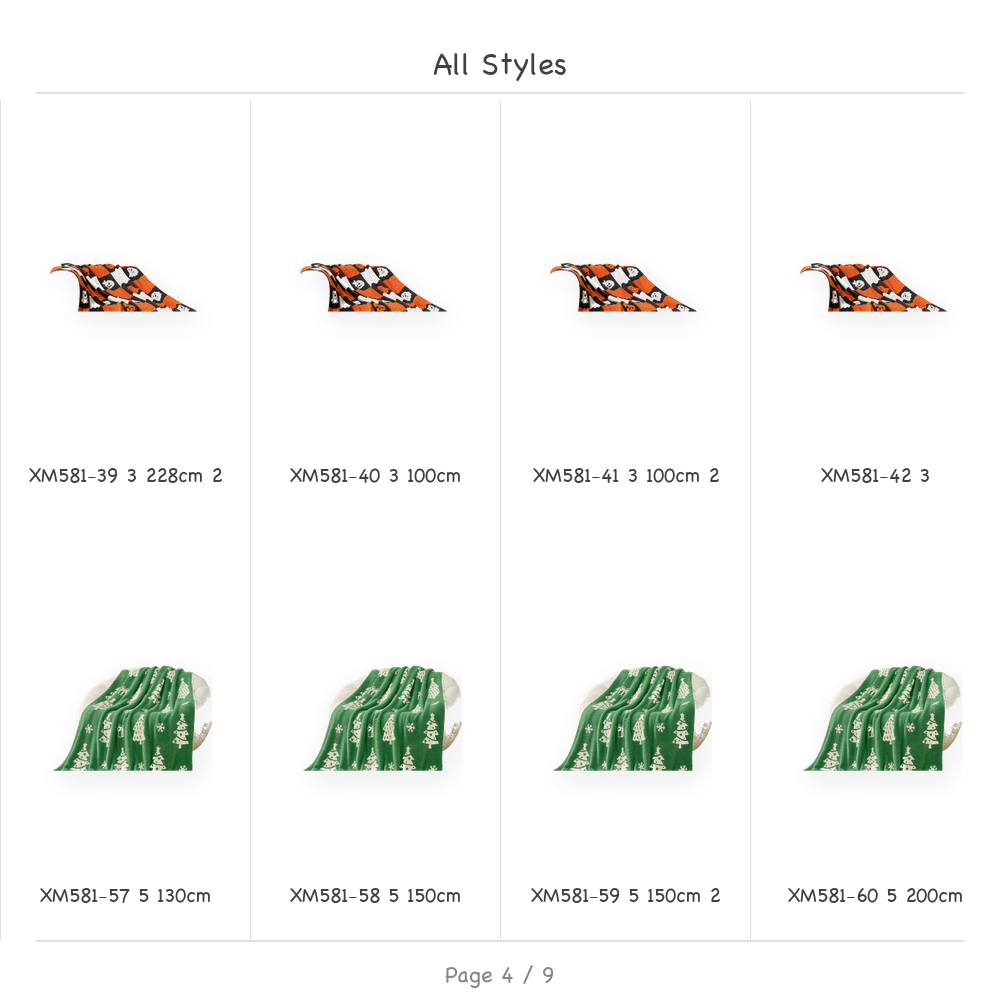 All Styles
XM581-39 3 228cm 2
XM581-40 3 100cm
XM581-41 3 100cm 2
XM581-42 3
XM581-57 5 130cm
XM581-58 5 150cm
XM581-59 5 150cm 2
XM581-60 5 200cm
Page 4 / 9